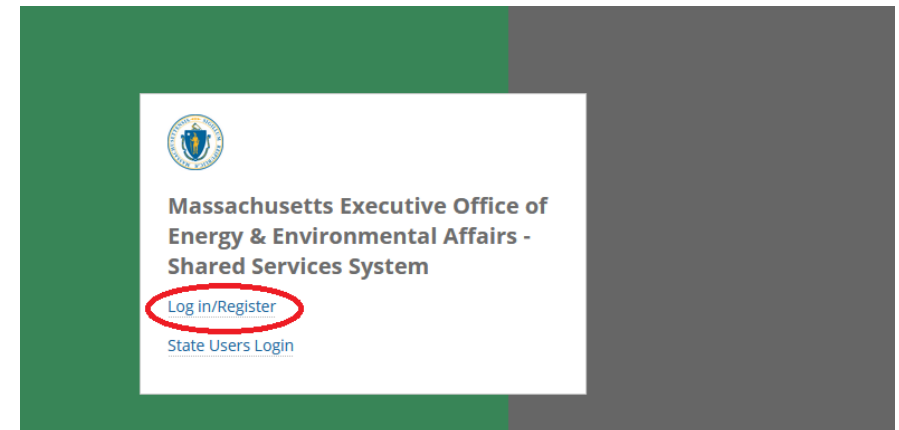 Massachusetts Executive Office of
Energy & Environmental Affairs -
Shared Services System
Log in/Register
State Users Login